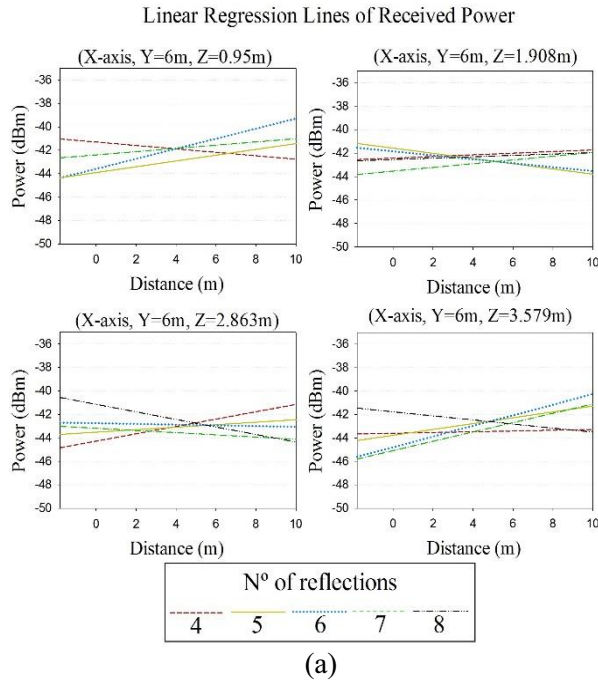 Linear Regression Lines of Received Power
(X-axis, Y=6m, Z=0.95m)
Power (dBm)
-36
-38
-40
-42
-44
-46
-48
-50
0 2 4 6 8 10
Distance (m)
(X-axis, Y=6m, Z=1.908m)
Power (dBm)
-36
-38
-40
-42
-44
-46
-48
-50
0 2 4 6 8 10
Distance (m)
(X-axis, Y=6m, Z=2.863m)
Power (dBm)
-36
-38
-40
-42
-44
-46
-48
-50
0 2 4 6 8 10
Distance (m)
(X-axis, Y=6m, Z=3.579m)
Power (dBm)
-36
-38
-40
-42
-44
-46
-48
-50
0 2 4 6 8 10
Distance (m)
Nº of reflections
4 5 6 7 8
(a)